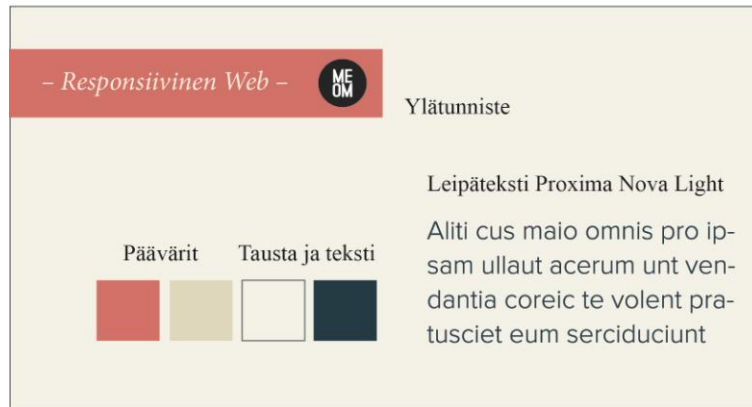 – Responsiivinen Web –
ME
OM
Ylätunniste
Leipäteksti Proxima Nova Light
Aliti cus maio omnis pro ip-
sam ullaut acerum unt ven-
dantia coreic te volent pra-
tusciet eum serciduciunt
Päävärit
Tausta ja teksti